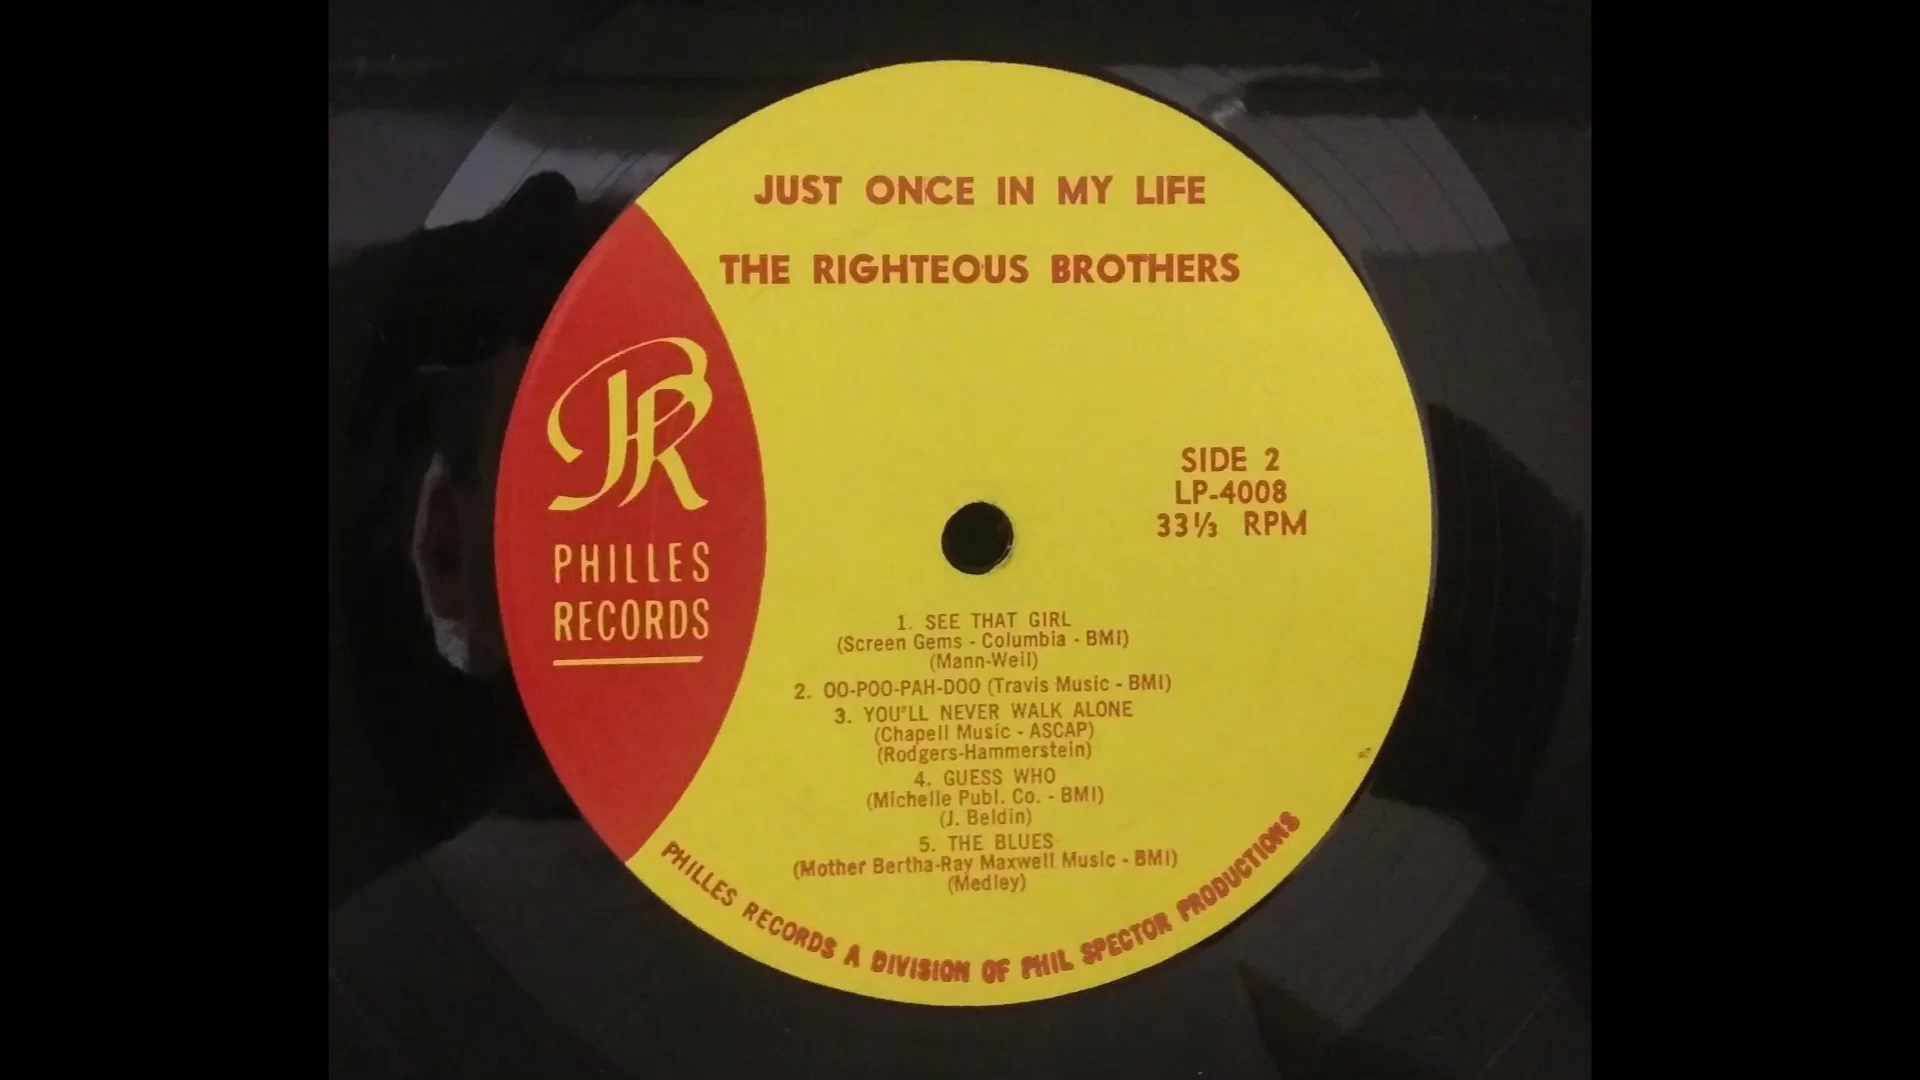 JUST ONCE IN MY LIFE
THE RIGHTEOUS BROTHERS
PR
PHILLES
RECORDS
SIDE 2
LP-4008
33⅓ RPM
1. SEE THAT GIRL
(Screen Gems - Columbia - BMI)
(Mann-Weil)
2. OO-POO-PAH-DOO (Travis Music - BMI)
3. YOU'LL NEVER WALK ALONE
(Chapell Music - ASCAP)
(Rodgers-Hammerstein)
4. GUESS WHO
(Michelle Publ. Co. - BMI)
(J. Beldin)
5. THE BLUES
(Mother Bertha-Ray Maxwell Music - BMI)
(Medley)
PHILLES RECORDS A DIVISION OF PHIL SPECTOR PRODUCTIONS